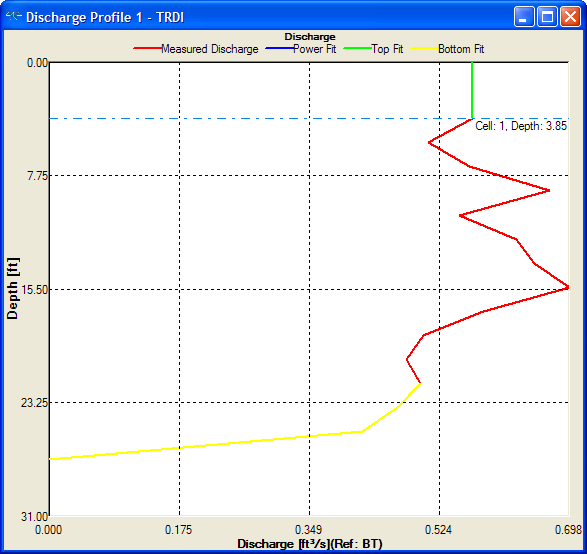 Discharge Profile 1 - TRDI
Discharge
Measured Discharge Power Fit Top Fit Bottom Fit
0.00
Cell: 1, Depth: 3.85
7.75
Depth [ft]
15.50
23.25
31.00
0.000 0.175 0.349 0.524 0.698
Discharge [ft³/s](Ref: BT)